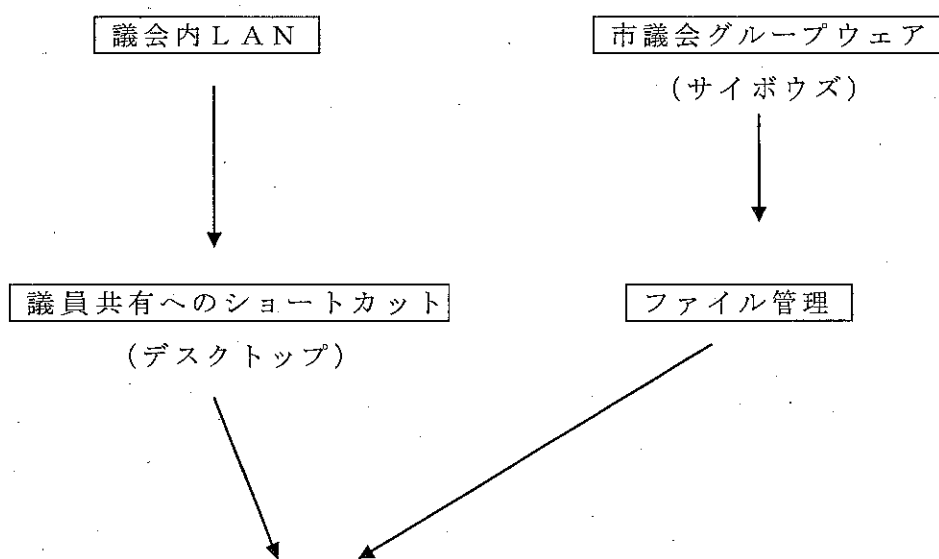 議会内ＬＡＮ
市議会グループウェア
(サイボウズ)
議員共有へのショートカット
(デスクトップ)
ファイル管理